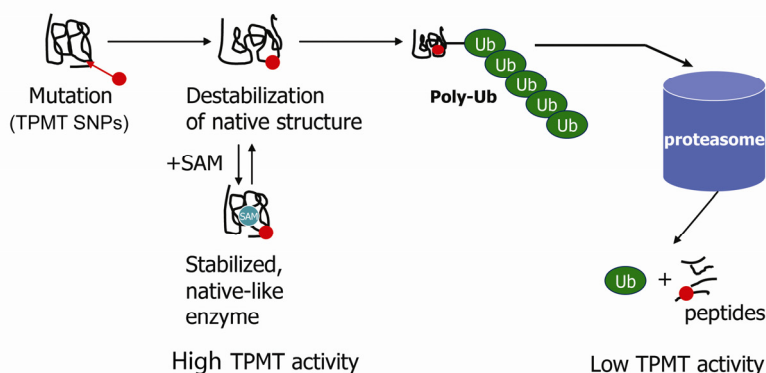 Mutation
(TPMT SNPs)
Destabilization
of native structure
Ub
Ub
Ub
Ub
Ub
Poly-Ub
proteasome
+SAM
SAM
Stabilized,
native-like
enzyme
High TPMT activity
Ub
+
peptides
Low TPMT activity